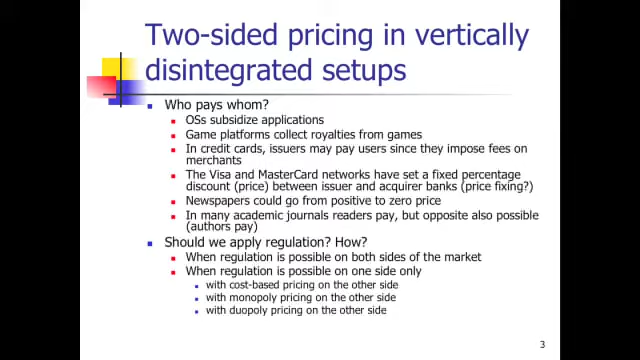 Two-sided pricing in vertically
disintegrated setups
Who pays whom?
OSs subsidize applications
Game platforms collect royalties from games
In credit cards, issuers may pay users since they impose fees on
merchants
The Visa and MasterCard networks have set a fixed percentage
discount (price) between issuer and acquirer banks (price fixing?)
Newspapers could go from positive to zero price
In many academic journals readers pay, but opposite also possible
(authors pay)
Should we apply regulation? How?
When regulation is possible on both sides of the market
When regulation is possible on one side only
with cost-based pricing on the other side
with monopoly pricing on the other side
with duopoly pricing on the other side
3